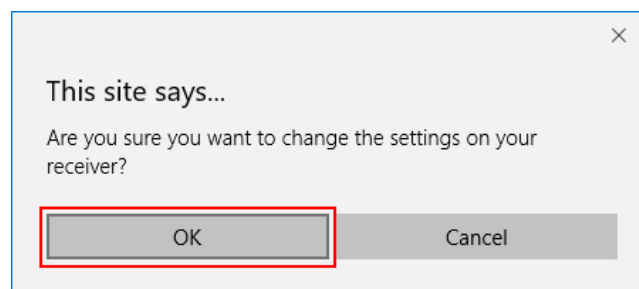 This site says...
Are you sure you want to change the settings on your
receiver?
OK
Cancel